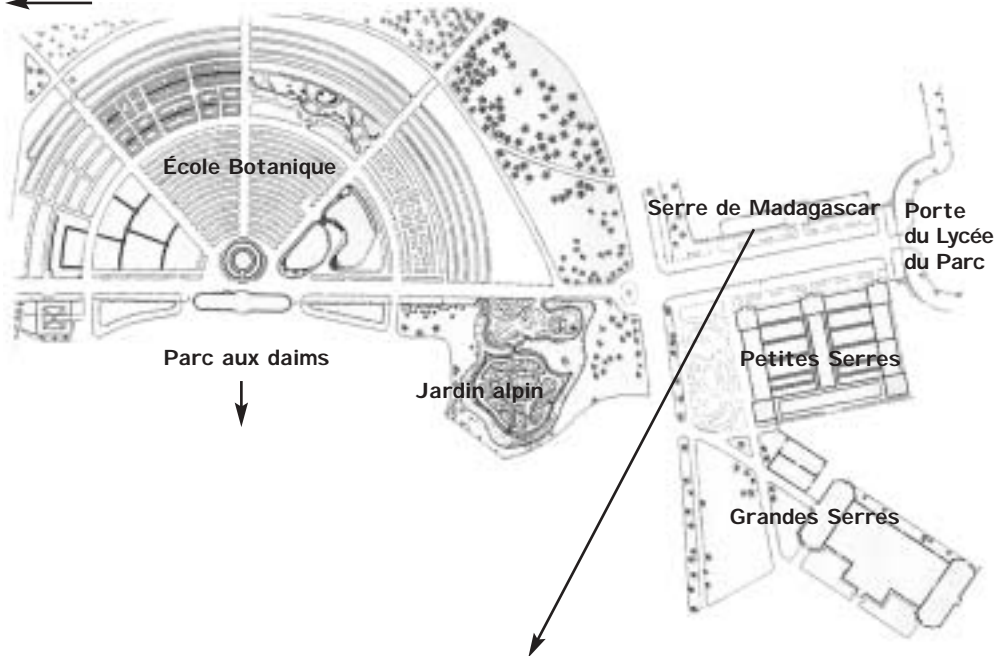 École Botanique
Serre de Madagascar
Porte
du Lycée
du Parc
Parc aux daims
Petites Serres
Jardin alpin
Grandes Serres